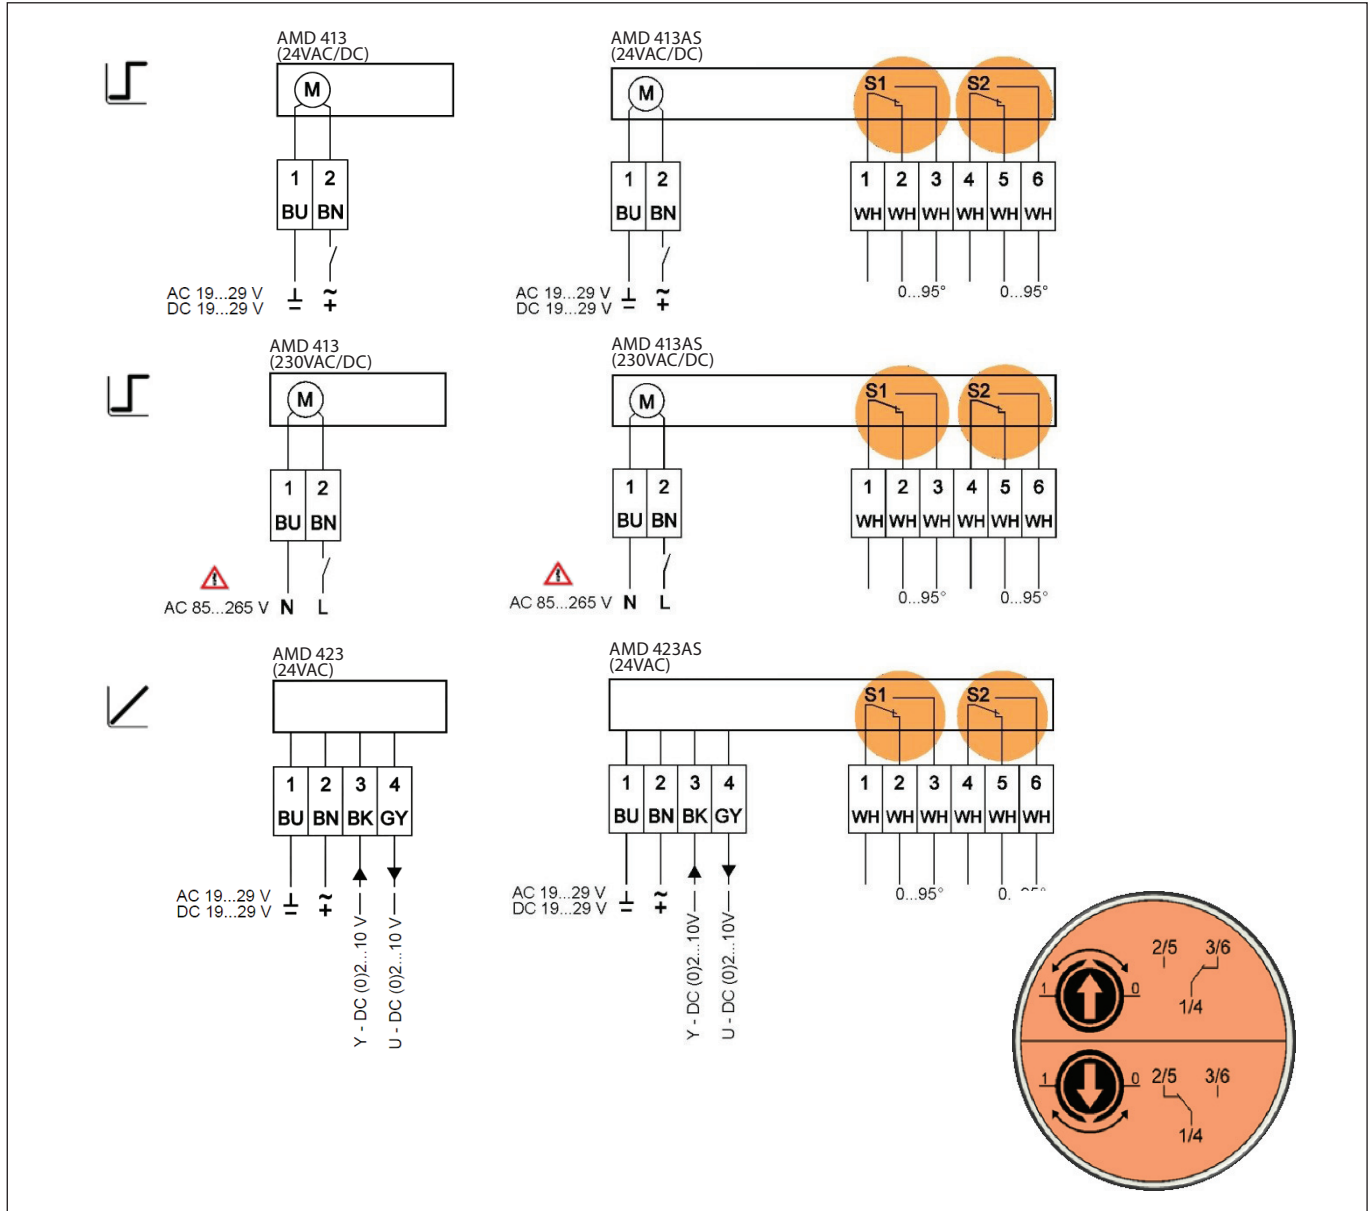 AMD 413
(24VAC/DC)
M
1 2
BU BN
AC 19...29 V
DC 19...29 V
AMD 413AS
(24VAC/DC)
M
S1 S2
1 2
BU BN
1 2 3 4 5 6
WH WH WH WH WH WH
AC 19...29 V
DC 19...29 V
0...95° 0...95°
AMD 413
(230VAC/DC)
M
1 2
BU BN
AC 85...265 V N L
AMD 413AS
(230VAC/DC)
M
S1 S2
1 2
BU BN
1 2 3 4 5 6
WH WH WH WH WH WH
AC 85...265 V N L
0...95° 0...95°
AMD 423
(24VAC)
1 2 3 4
BU BN BK GY
AC 19...29 V
DC 19...29 V
Y - DC (0)2...10 V
U - DC (0)2...10 V
AMD 423AS
(24VAC)
S1 S2
1 2 3 4
BU BN BK GY
1 2 3 4 5 6
WH WH WH WH WH WH
AC 19...29 V
DC 19...29 V
Y - DC (0)2...10V
U - DC (0)2...10V
0...95°
2/5 3/6
1 0
1/4
1 0 2/5 3/6
1/4